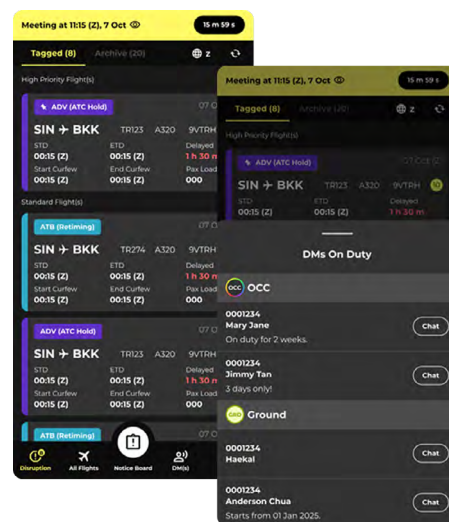 Meeting at 11:15 (Z), 7 Oct
15 m 59 s
Tagged (8)
Archive (20)
Z
High Priority Flight(s)
ADV (ATC Hold)
07 O
SIN BKK TR123 A320 9VTRH
STD ETD Delayed
00:15 (Z) 00:15 (Z) 1 h 30 m
Start Curfew End Curfew Pax Load
00:15 (Z) 00:15 (Z) 000
Standard Flight(s)
ATB (Retiming)
07 O
SIN BKK TR274 A320 9VTRH
STD ETD Delayed
00:15 (Z) 00:15 (Z) 1 h 30 m
Start Curfew End Curfew Pax Load
00:15 (Z) 00:15 (Z) 000
ADV (ATC Hold)
07 O
SIN BKK TR123 A320 9VTRH
STD ETD Delayed
00:15 (Z) 00:15 (Z) 1 h 30 m
Start Curfew End Curfew Pax Load
00:15 (Z) 00:15 (Z) 000
ATB (Retiming)
07 O
Disruption
All Flights
Notice Board
DM(s)
Meeting at 11:15 (Z), 7 Oct
15 m 59 s
Tagged (8)
Archive (20)
Z
High Priority Flight(s)
ADV (ATC Hold)
07 Oct
SIN BKK TR123 A320 9VTRH
STD ETD Delayed
00:15 (Z) 00:15 (Z) 1 h 30 m
DMs On Duty
OCC OCC
0001234
Mary Jane
On duty for 2 weeks.
Chat
0001234
Jimmy Tan
3 days only!
Chat
GRD Ground
0001234
Haekal
Chat
0001234
Anderson Chua
Starts from 01 Jan 2025.
Chat